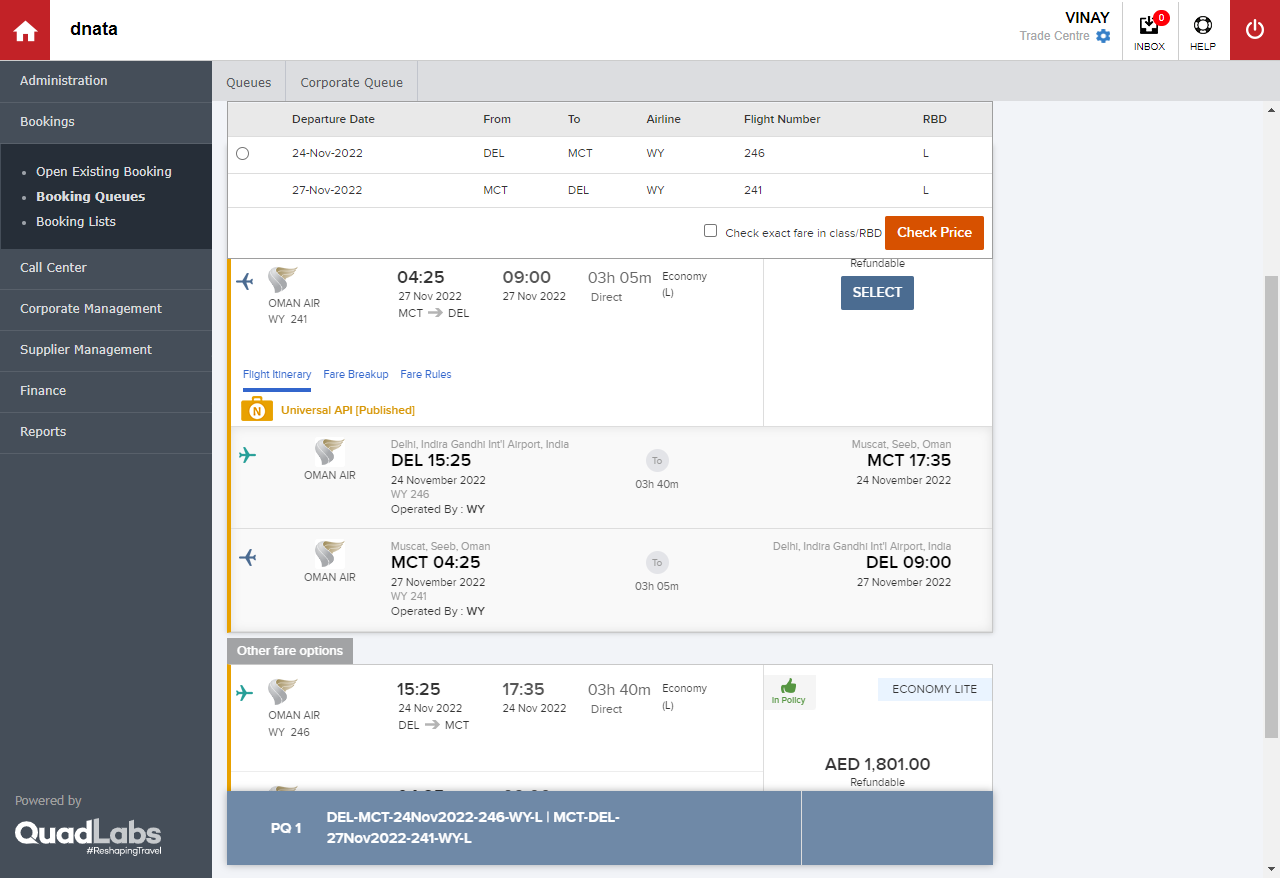 dnata
VINAY
Trade Centre
0
INBOX
HELP
Administration
Bookings
Open Existing Booking
Booking Queues
Booking Lists
Call Center
Corporate Management
Supplier Management
Finance
Reports
Powered by
QuadLabs
#ReshapingTravel
Queues
Corporate Queue
Departure Date From To Airline Flight Number RBD
24-Nov-2022 DEL MCT WY 246 L
27-Nov-2022 MCT DEL WY 241 L
Check exact fare in class/RBD Check Price
OMAN AIR
WY 241
04:25
27 Nov 2022
MCT DEL
09:00
27 Nov 2022
03h 05m
Direct
Economy
(L)
Refundable
SELECT
Flight Itinerary Fare Breakup Fare Rules
N Universal API [Published]
OMAN AIR
Delhi, Indira Gandhi Int'l Airport, India
DEL 15:25
24 November 2022
WY 246
Operated By : WY
To
03h 40m
Muscat, Seeb, Oman
MCT 17:35
24 November 2022
OMAN AIR
Muscat, Seeb, Oman
MCT 04:25
27 November 2022
WY 241
Operated By : WY
To
03h 05m
Delhi, Indira Gandhi Int'l Airport, India
DEL 09:00
27 November 2022
Other fare options
OMAN AIR
WY 246
15:25
24 Nov 2022
DEL MCT
17:35
24 Nov 2022
03h 40m
Direct
Economy
(L)
In Policy
ECONOMY LITE
AED 1,801.00
Refundable
PQ 1
DEL-MCT-24Nov2022-246-WY-L | MCT-DEL-
27Nov2022-241-WY-L